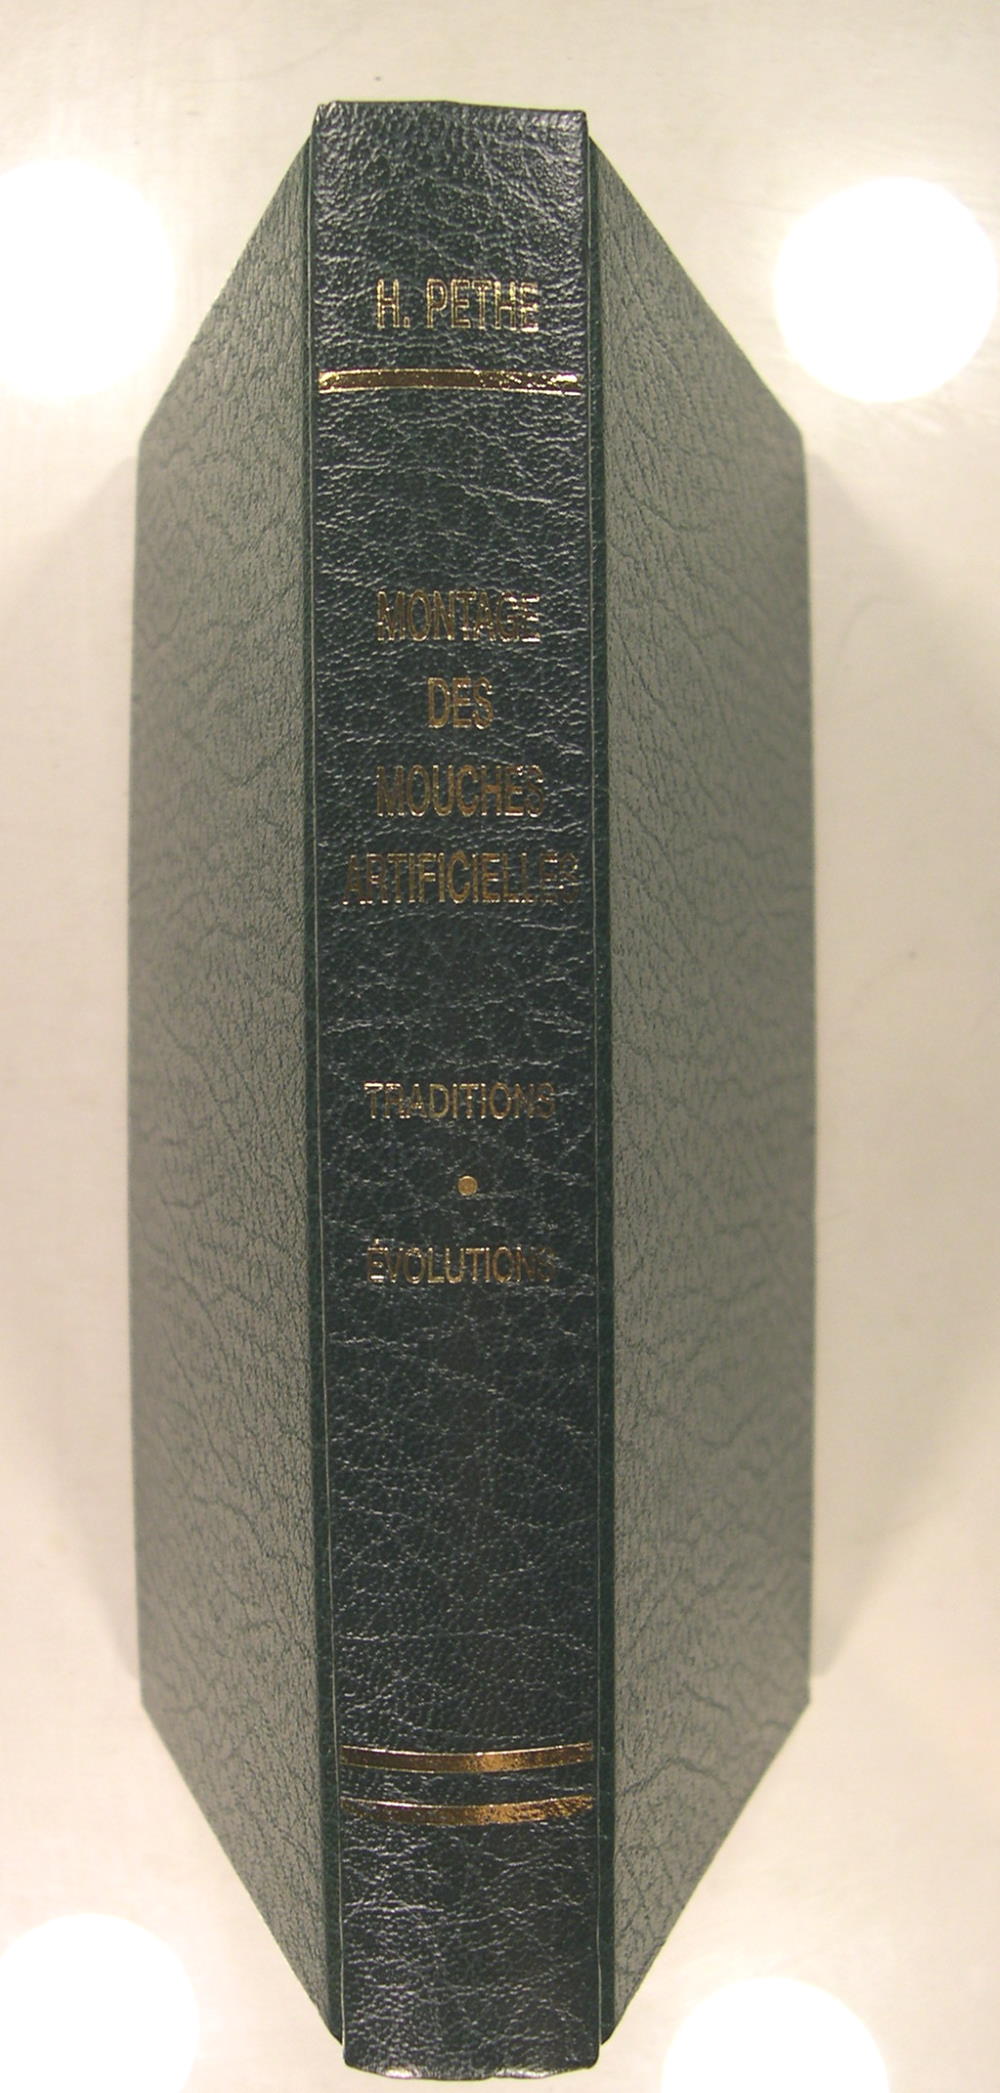 H. PETHE
MONTAGE
DES
MOUCHES
ARTIFICIELLES
TRADITIONS
•
ÉVOLUTIONS